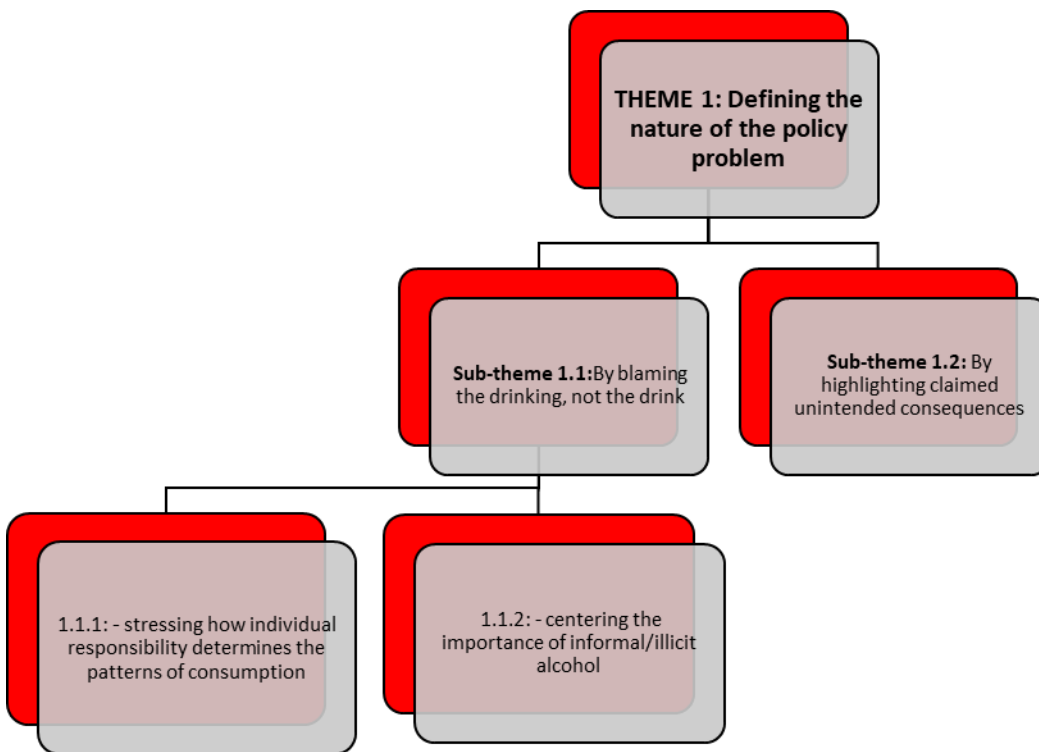 THEME 1: Defining the
nature of the policy
problem
Sub-theme 1.1:By blaming
the drinking, not the drink
Sub-theme 1.2: By
highlighting claimed
unintended consequences
1.1.1: - stressing how individual
responsibility determines the
patterns of consumption
1.1.2: - centering the
importance of informal/illicit
alcohol